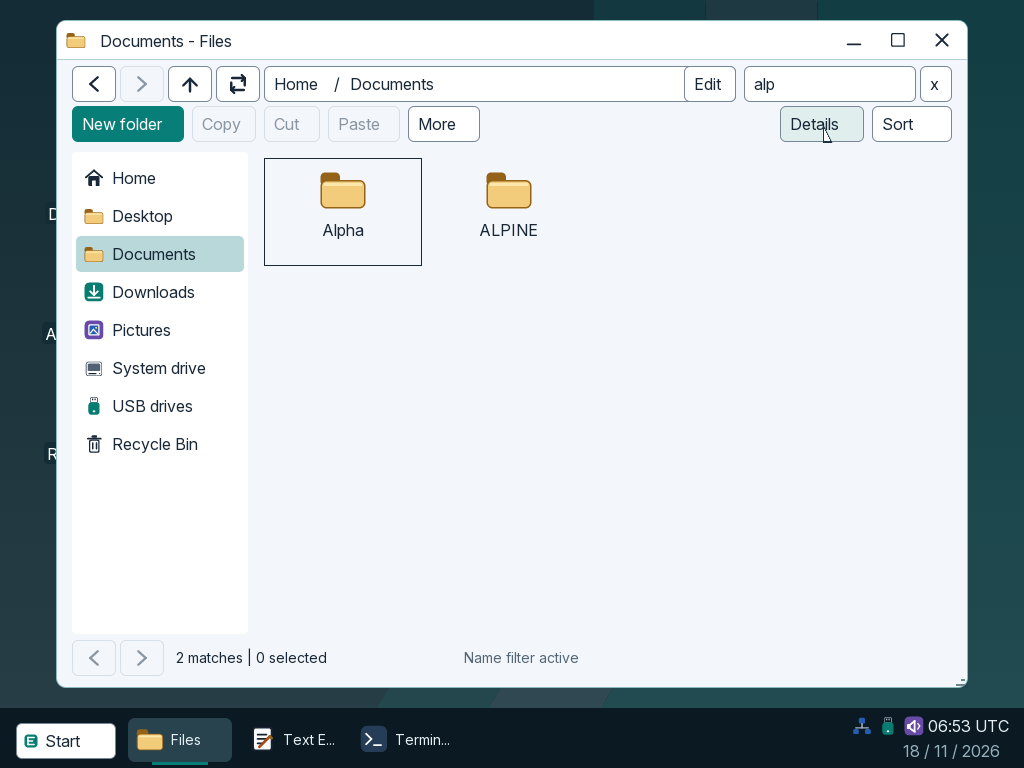 Documents - Files
Home / Documents
Edit
alp
x
New folder
Copy
Cut
Paste
More
Details
Sort
Home
Desktop
Documents
Downloads
Pictures
System drive
USB drives
Recycle Bin
Alpha
ALPINE
D
A
R
2 matches | 0 selected
Name filter active
Start
Files
Text E...
Termin...
06:53 UTC
18 / 11 / 2026